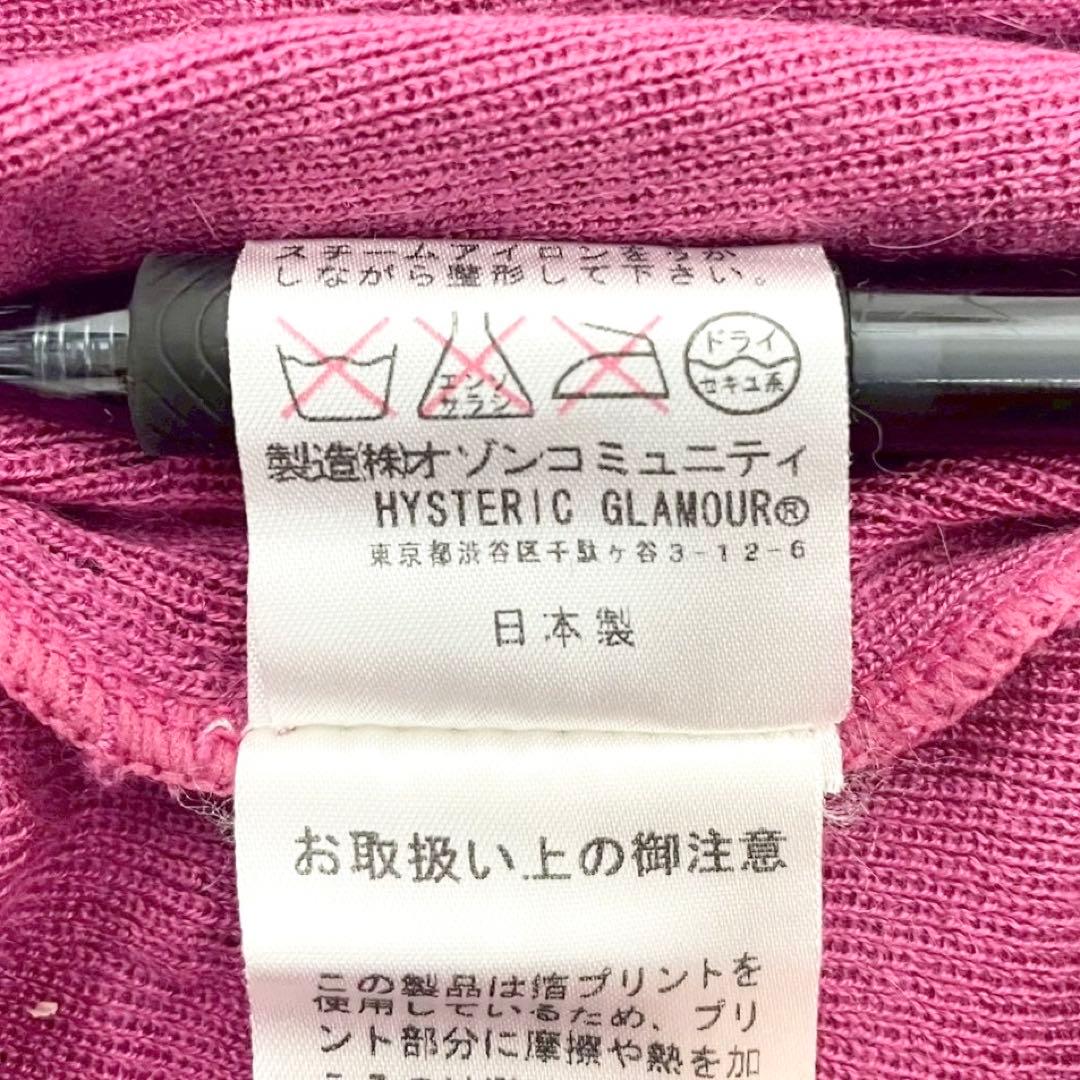 スチームアイロンをうか
しながら整形して下さい。
エンソ
サラシ
ドライ
セキユ系
製造(株)オゾンコミュニティ
HYSTERIC GLAMOUR®
東京都渋谷区千駄ヶ谷3-12-6
日本製
お取扱い上の御注意
この製品は箔プリントを
使用しているため、プリ
ント部分に摩擦や熱を加